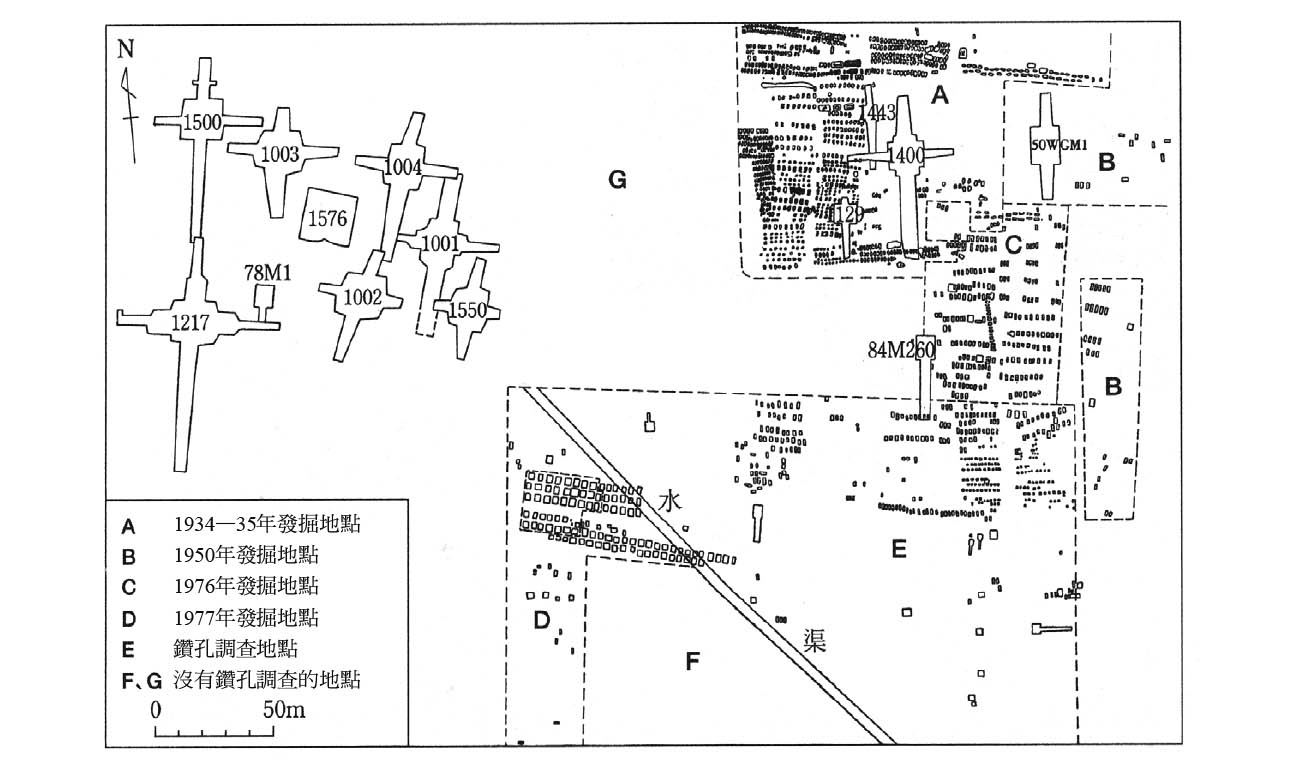 N
1500
1003
1004
1576
1001
78M1
1002
1550
1217
G
A
1443
1400
1129
50WGM1
B
C
84M260
B
水
渠
E
D
F
A 1934—35年發掘地點
B 1950年發掘地點
C 1976年發掘地點
D 1977年發掘地點
E 鑽孔調查地點
F、G 沒有鑽孔調查的地點
0 50m